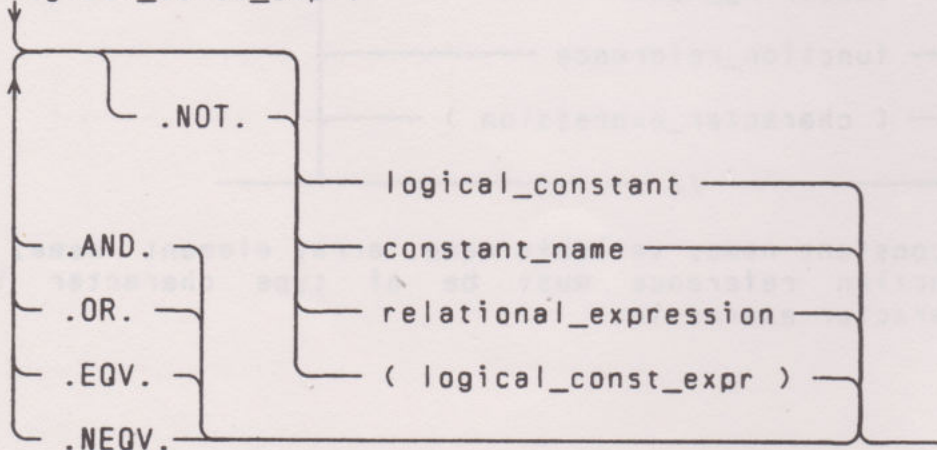 .NOT.
logical_constant
.AND. constant_name
.OR. relational_expression
.EQV. ( logical_const_expr )
.NEQV.